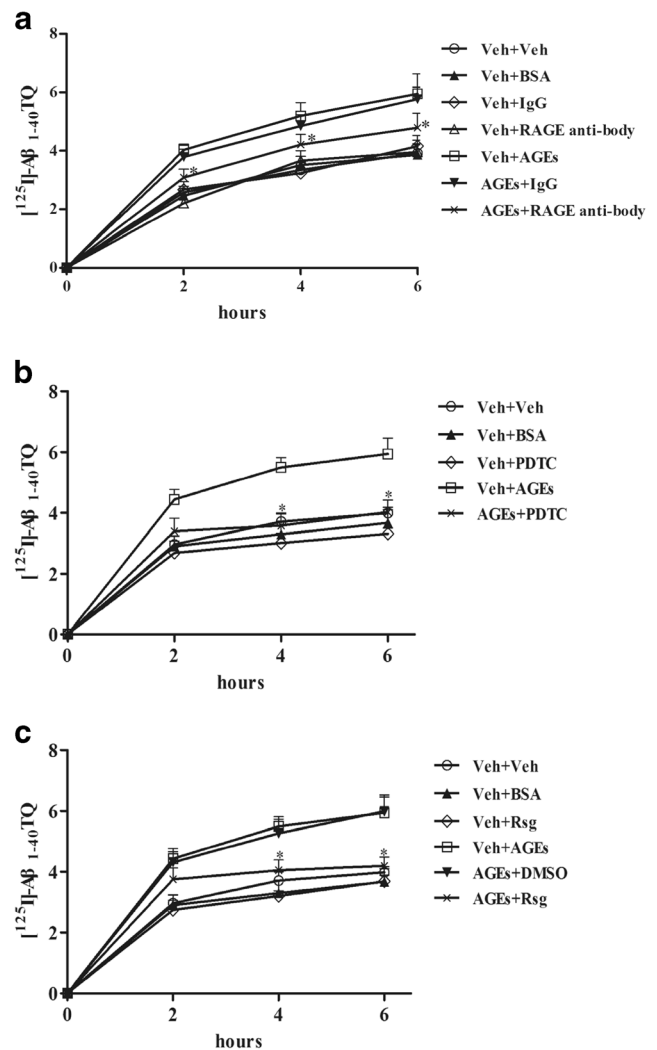 a
[125I]-Aβ 1-40TQ
8
6
4
2
0
0 2 4 6
hours
Veh+Veh
Veh+BSA
Veh+IgG
Veh+RAGE anti-body
Veh+AGEs
AGEs+IgG
AGEs+RAGE anti-body
*
*
*
b
[125I]-Aβ 1-40TQ
8
6
4
2
0
0 2 4 6
hours
Veh+Veh
Veh+BSA
Veh+PDTC
Veh+AGEs
AGEs+PDTC
*
*
c
[125I]-Aβ 1-40TQ
8
6
4
2
0
0 2 4 6
hours
Veh+Veh
Veh+BSA
Veh+Rsg
Veh+AGEs
AGEs+DMSO
AGEs+Rsg
*
*